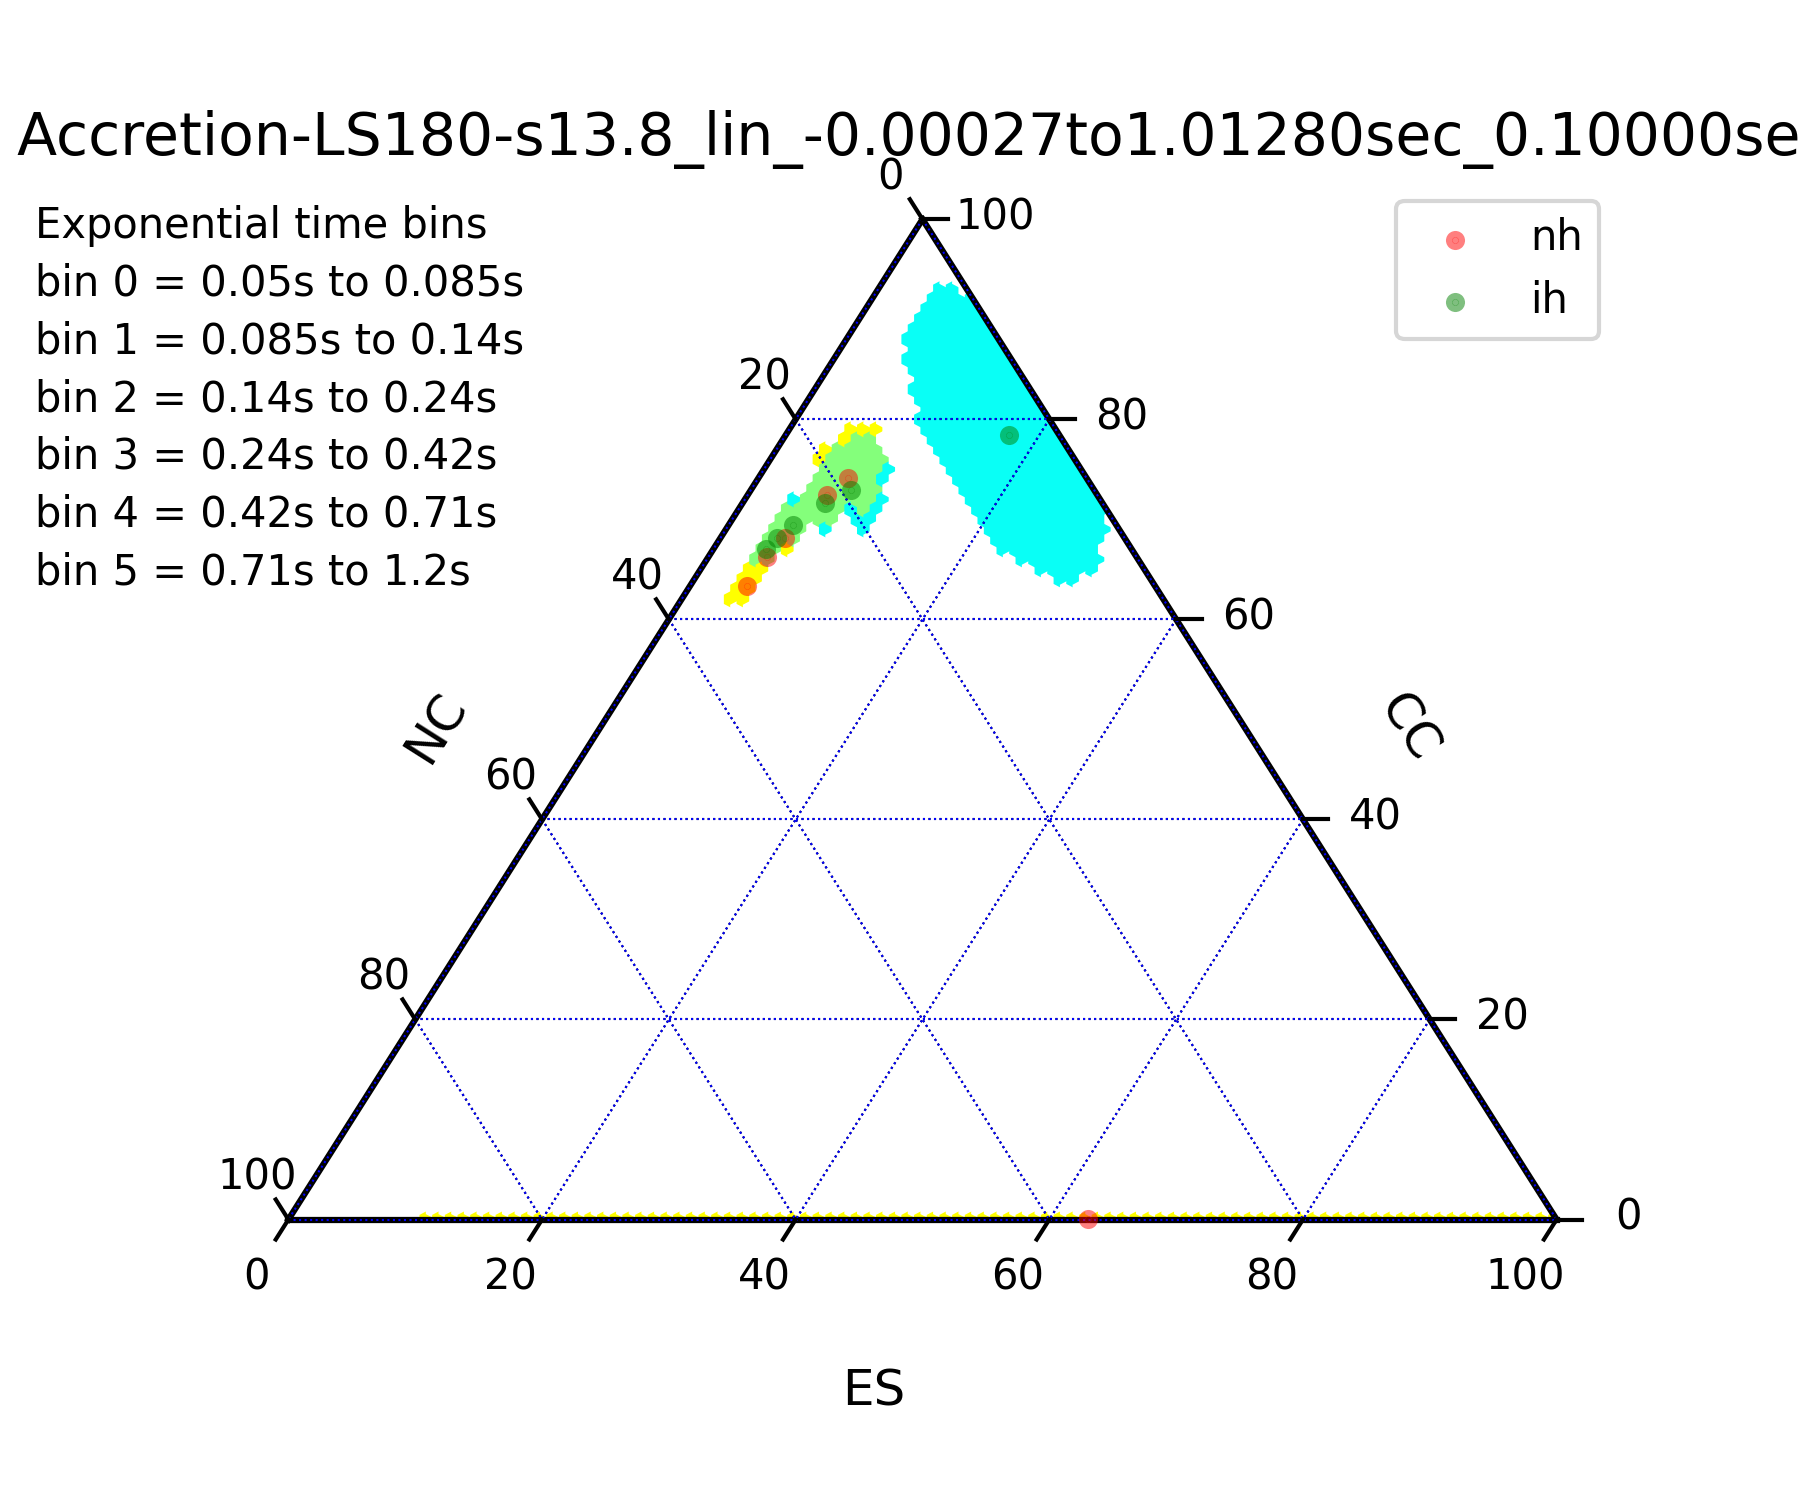 Accretion-LS180-s13.8_lin_-0.00027to1.01280sec_0.10000se
Exponential time bins
bin 0 = 0.05s to 0.085s
bin 1 = 0.085s to 0.14s
bin 2 = 0.14s to 0.24s
bin 3 = 0.24s to 0.42s
bin 4 = 0.42s to 0.71s
bin 5 = 0.71s to 1.2s
nh
ih
0
20
40
60
80
100
NC
100
80
60
40
20
0
CC
0
20
40
60
80
100
ES